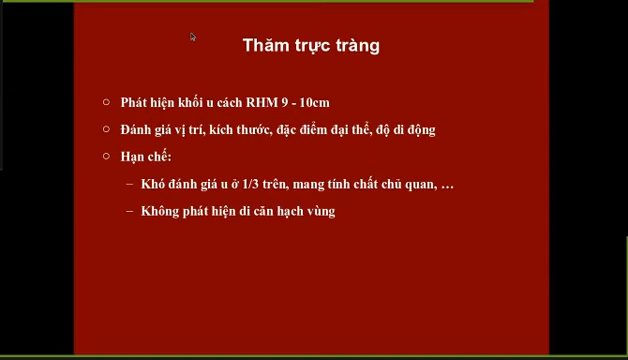 Thăm trực tràng
Phát hiện khối u cách RHM 9 - 10cm
Đánh giá vị trí, kích thước, đặc điểm đại thể, độ di động
Hạn chế:
– Khó đánh giá u ở 1/3 trên, mang tính chất chủ quan, …
– Không phát hiện di căn hạch vùng